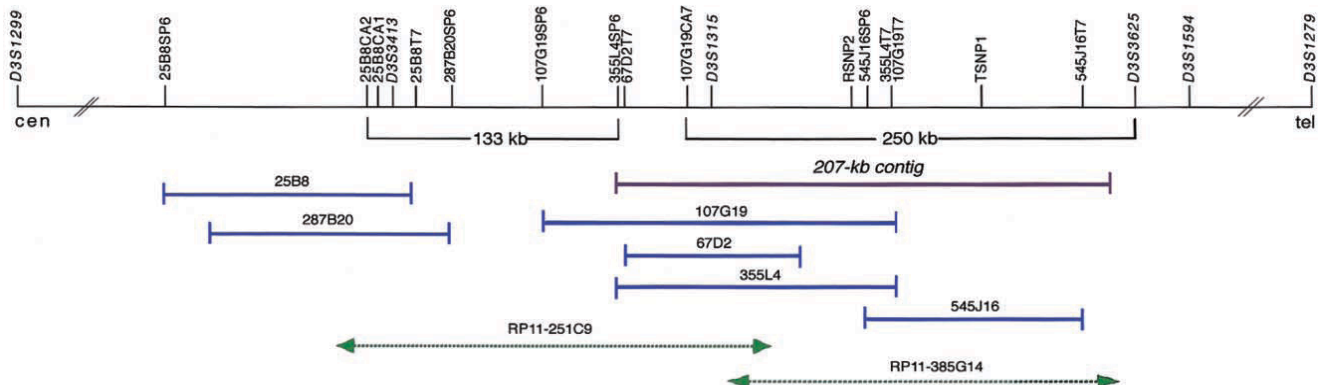 D3S1299
25B8SP6
25B8CA2
25B8CA1
D3S3413
25B8T7
287B20SP6
107G19SP6
355L4SP6
67D2T7
107G19CA7
D3S1315
RSNP2
545J16SP6
355L4T7
107G19T7
TSNP1
545J16T7
D3S3625
D3S1594
D3S1279
cen
tel
133 kb
250 kb
207-kb contig
25B8
287B20
107G19
67D2
355L4
545J16
RP11-251C9
RP11-385G14